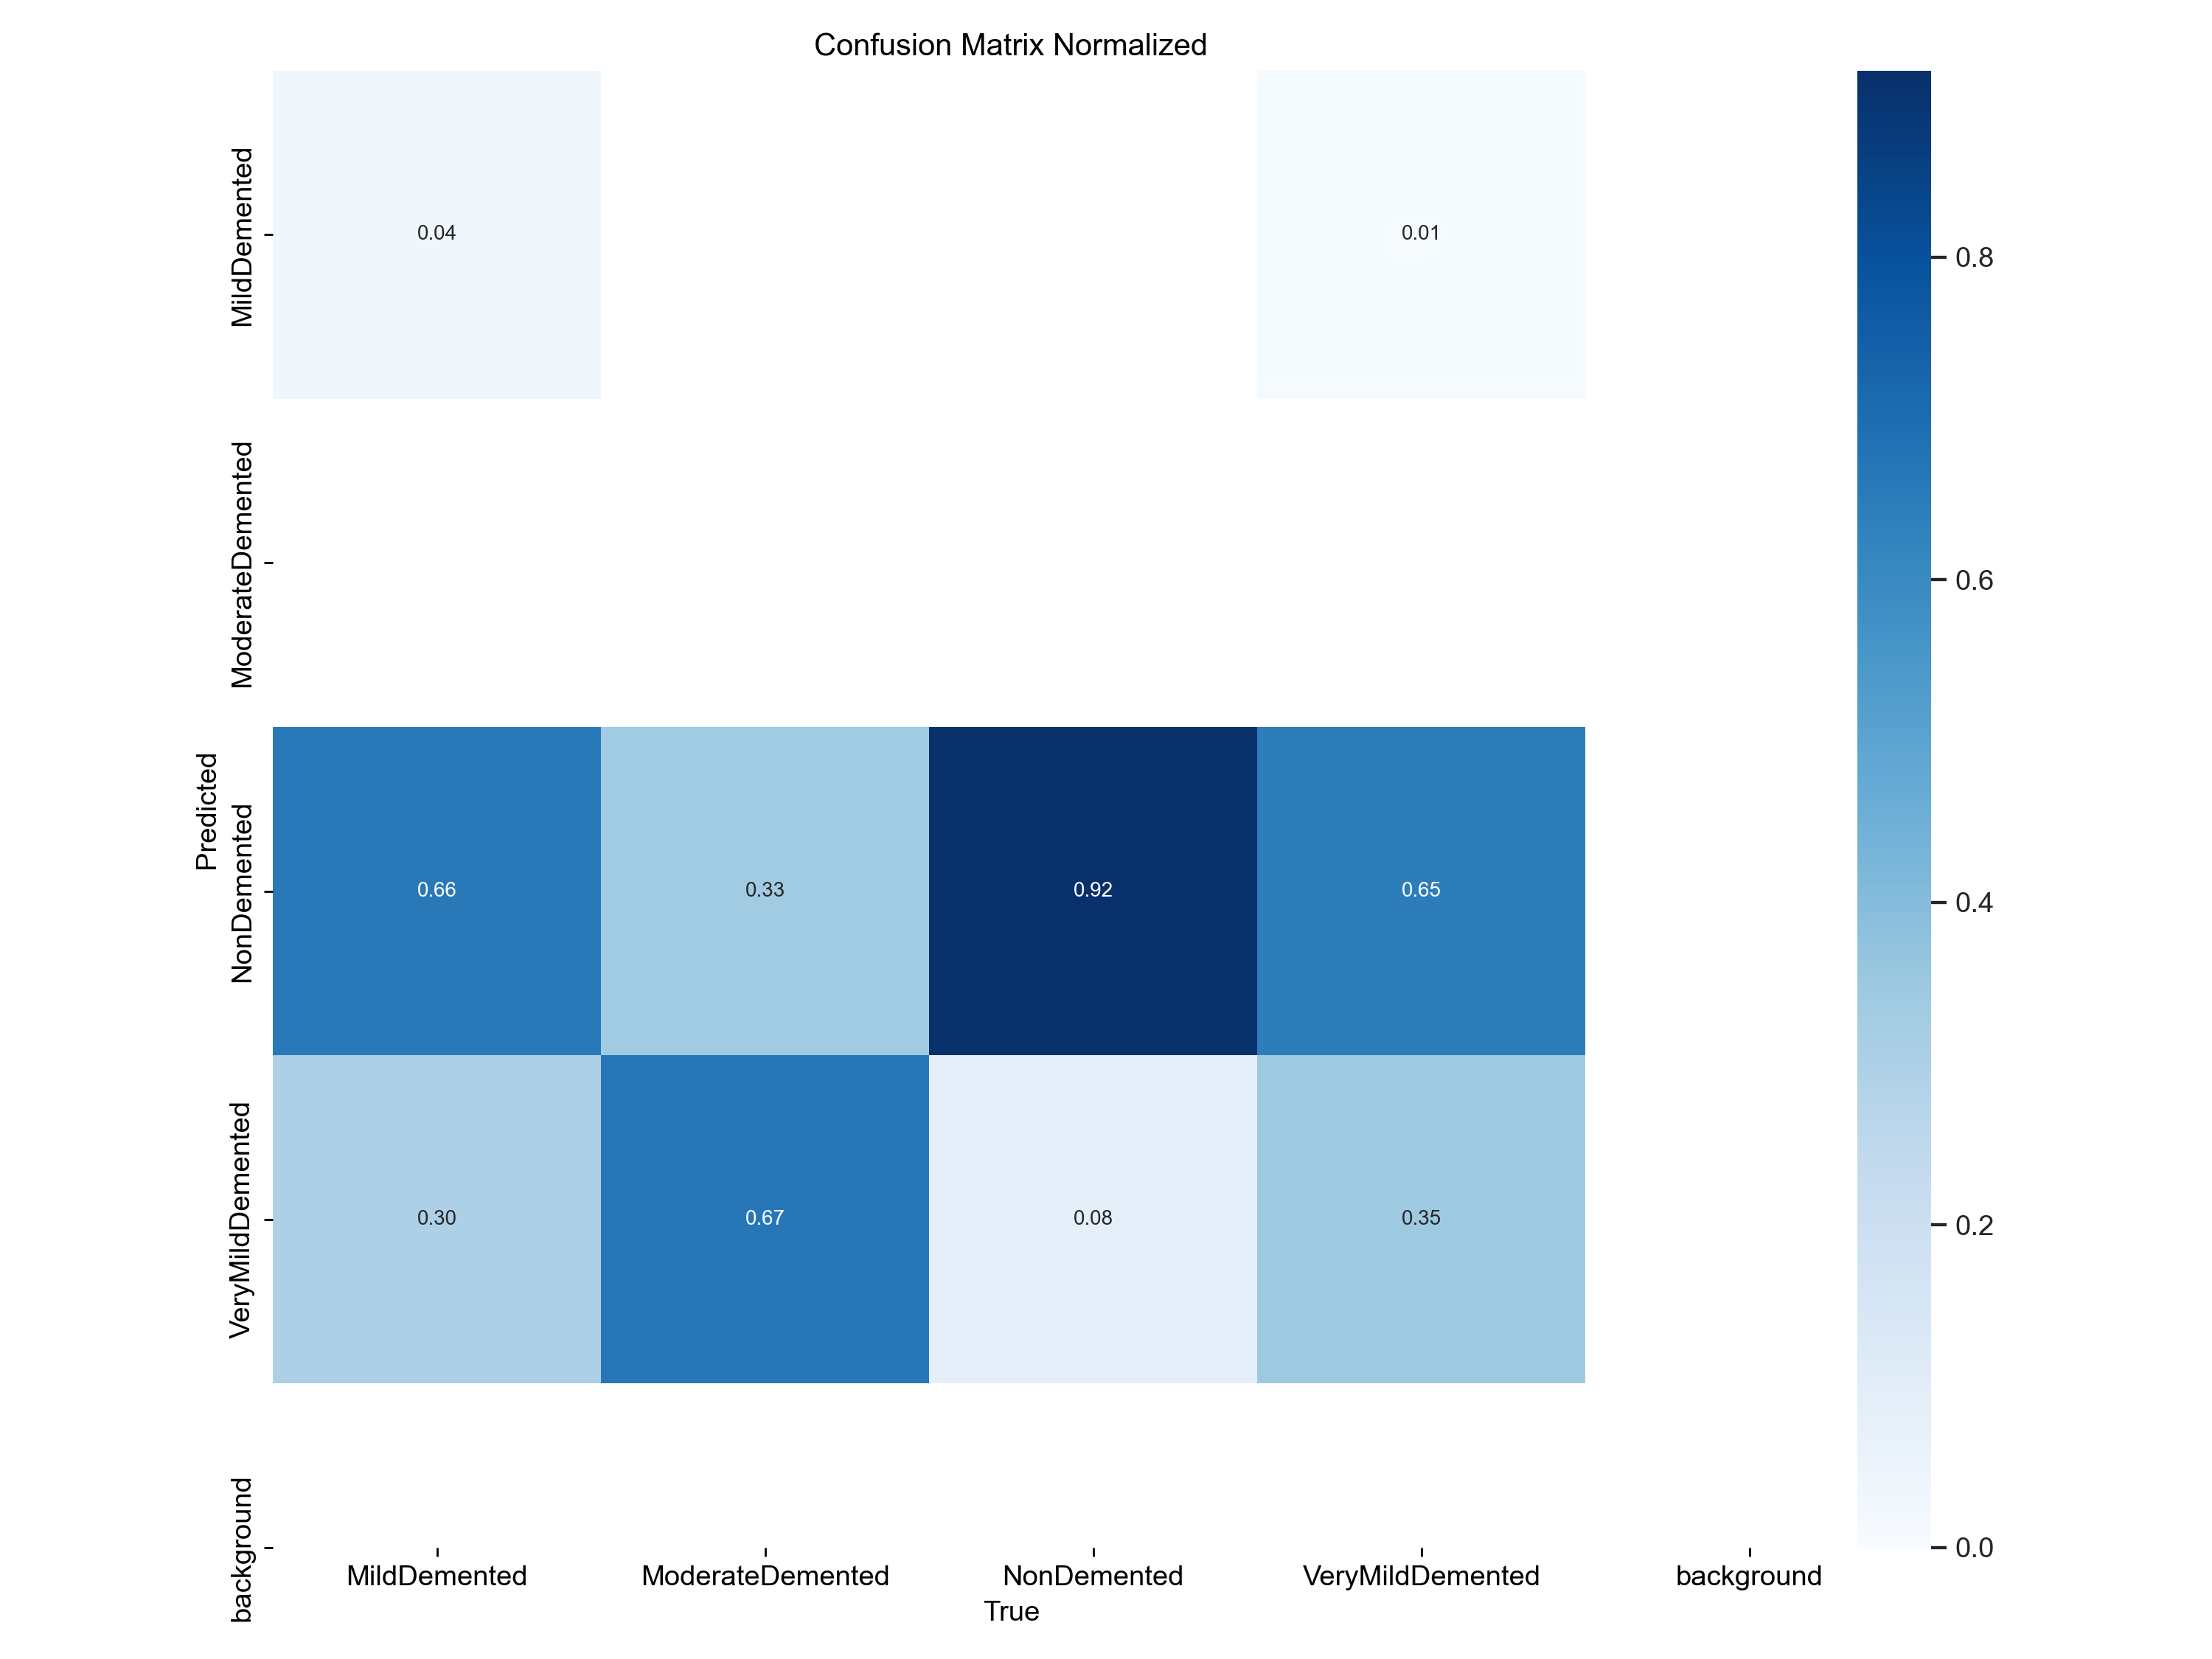 Confusion Matrix Normalized
MildDemented
0.04
0.01
0.8
ModerateDemented
0.6
Predicted
NonDemented
0.66
0.33
0.92
0.65
0.4
VeryMildDemented
0.30
0.67
0.08
0.35
0.2
background
0.0
MildDemented
ModerateDemented
NonDemented
VeryMildDemented
background
True